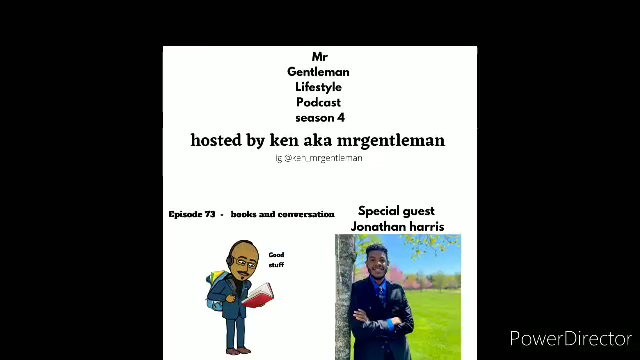 Mr
Gentleman
Lifestyle
Podcast
season 4
hosted by ken aka mrgentleman
Ig @ken_mrgentleman
Episode 73 - books and conversation
Special guest
Jonathan harris
Good
stuff
PowerDirector